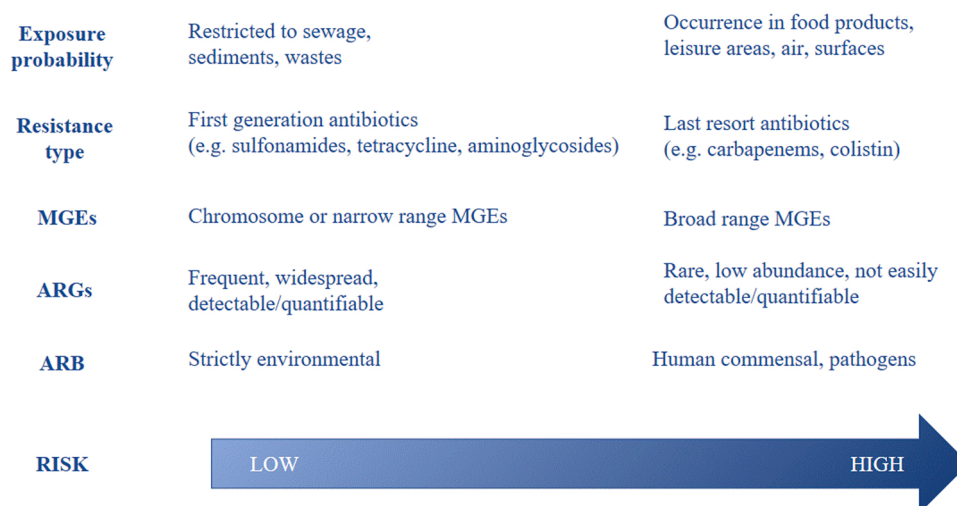 Exposure probability
Restricted to sewage,
sediments, wastes
Occurrence in food products,
leisure areas, air, surfaces
Resistance
type
First generation antibiotics
(e.g. sulfonamides, tetracycline, aminoglycosides)
Last resort antibiotics
(e.g. carbapenems, colistin)
MGEs
Chromosome or narrow range MGEs
Broad range MGEs
ARGs
Frequent, widespread,
detectable/quantifiable
Rare, low abundance, not easily
detectable/quantifiable
ARB
Strictly environmental
Human commensal, pathogens
RISK
LOW
HIGH